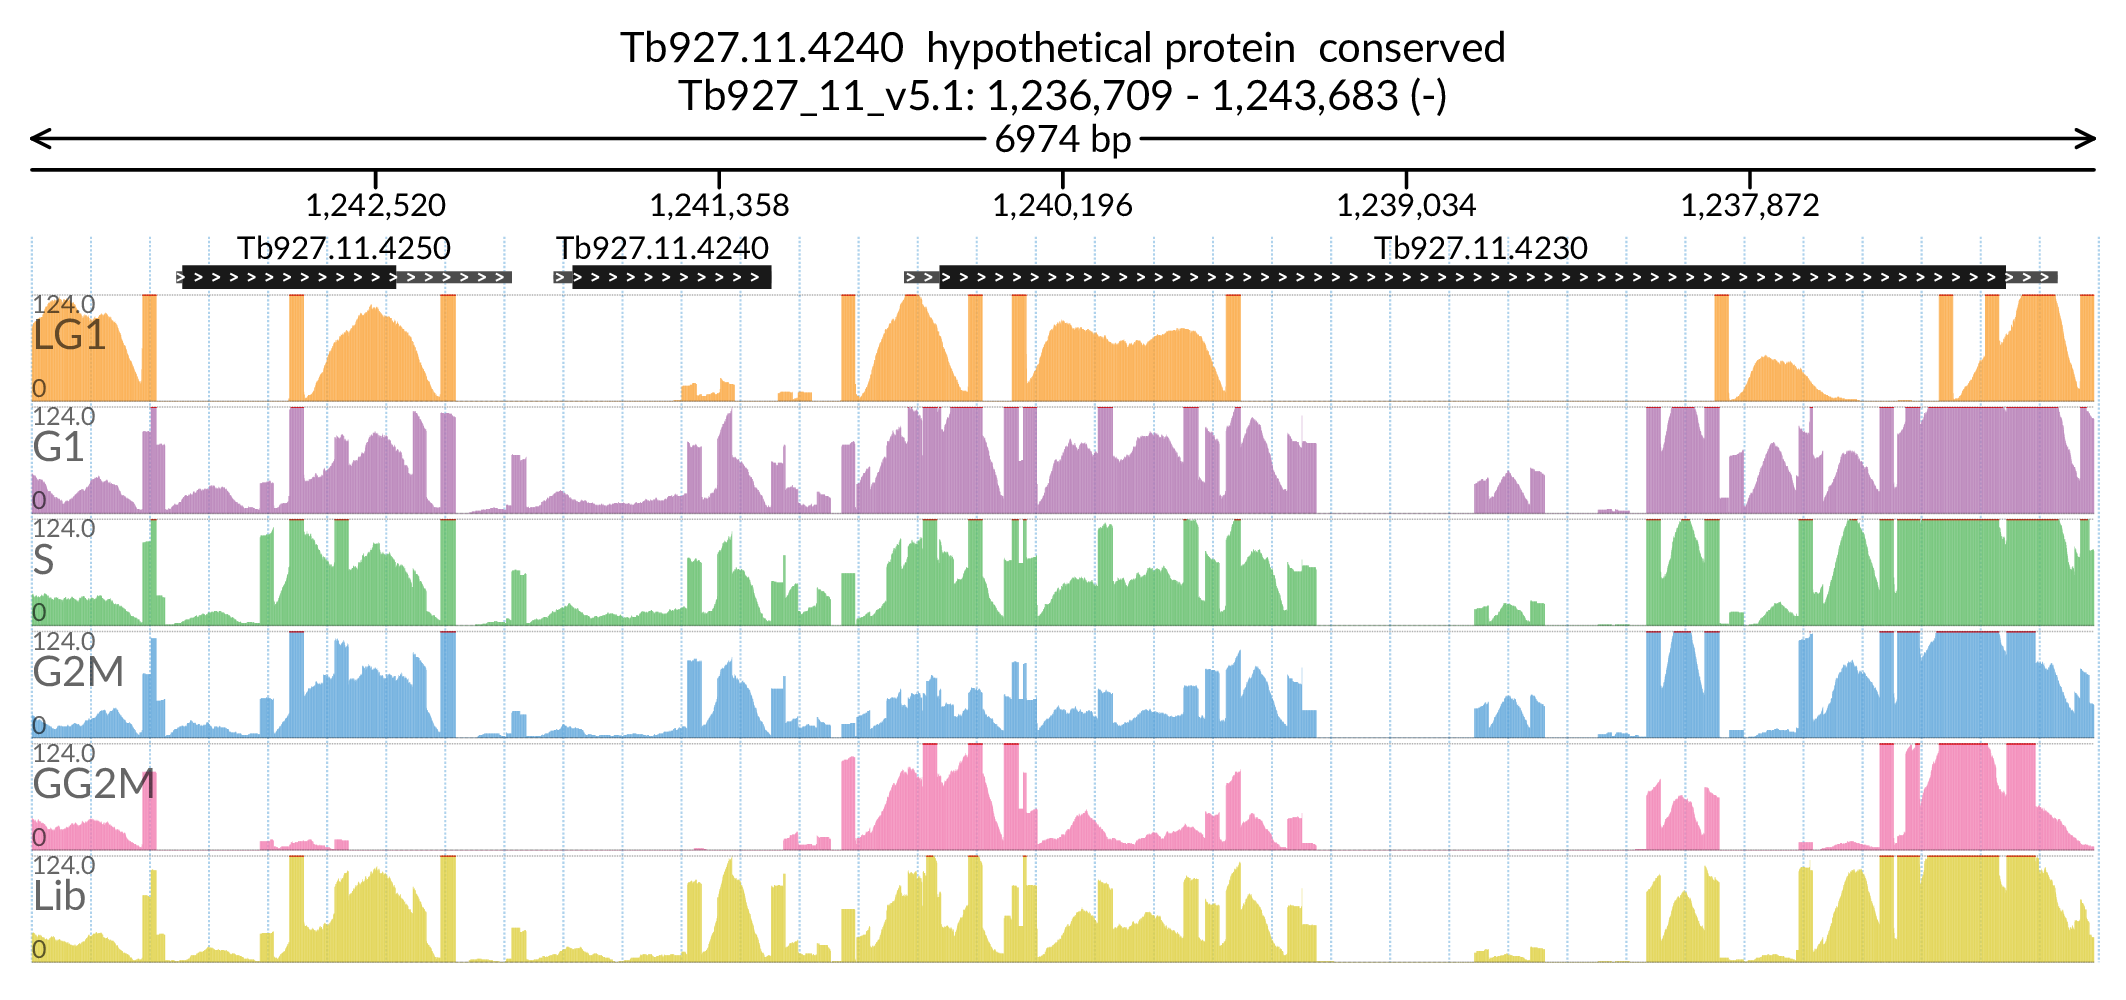 Tb927.11.4240  hypothetical protein  conserved
Tb927_11_v5.1: 1,236,709 - 1,243,683 (-)
6974 bp
1,242,520 1,241,358 1,240,196 1,239,034 1,237,872
Tb927.11.4250 Tb927.11.4240 Tb927.11.4230
124.0
LG1
0
124.0
G1
0
124.0
S
0
124.0
G2M
0
124.0
GG2M
0
124.0
Lib
0